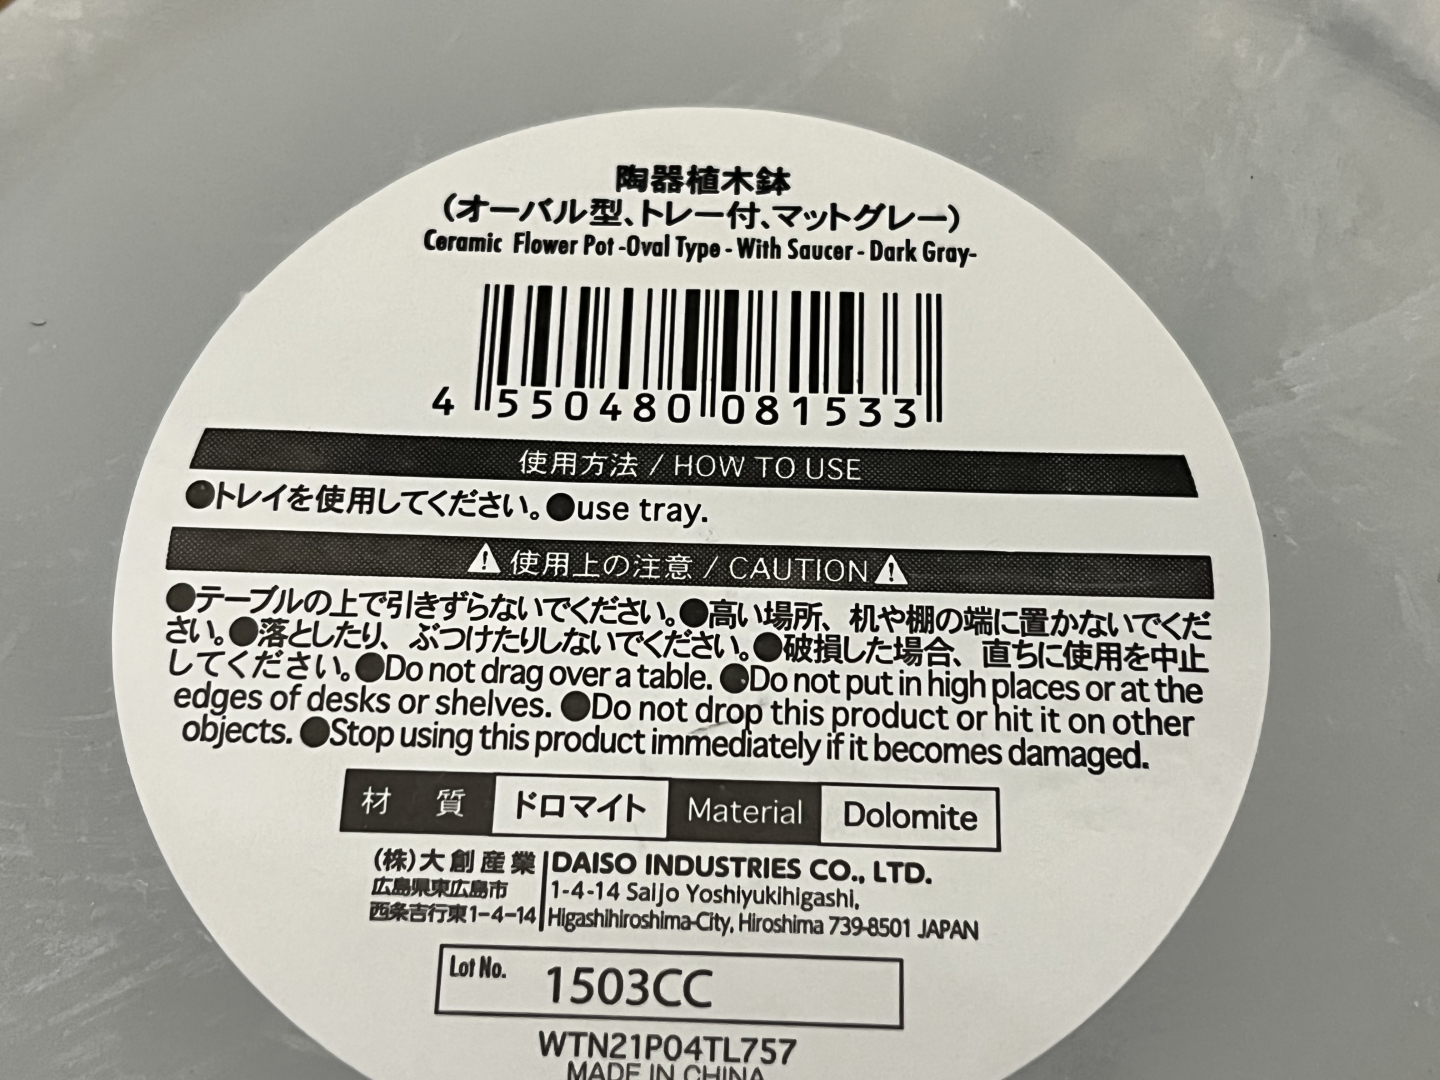 陶器植木鉢
（オーバル型、トレー付、マットグレー）
Ceramic Flower Pot -Oval Type - With Saucer - Dark Gray-
4 550480 081533
使用方法 / HOW TO USE
●トレイを使用してください。●use tray.
使用上の注意 / CAUTION
●テーブルの上で引きずらないでください。●高い場所、机や棚の端に置かないでくだ
さい。●落としたり、ぶつけたりしないでください。●破損した場合、直ちに使用を中止
してください。●Do not drag over a table. ●Do not put in high places or at the
edges of desks or shelves. ●Do not drop this product or hit it on other
objects. ●Stop using this product immediately if it becomes damaged.
材 質 ドロマイト Material Dolomite
(株)大創産業 DAISO INDUSTRIES CO., LTD.
広島県東広島市 1-4-14 Saijo Yoshiyukihigashi,
西条吉行東1-4-14 Higashihiroshima-City, Hiroshima 739-8501 JAPAN
Lot No. 1503CC
WTN21P04TL757
MADE IN CHINA